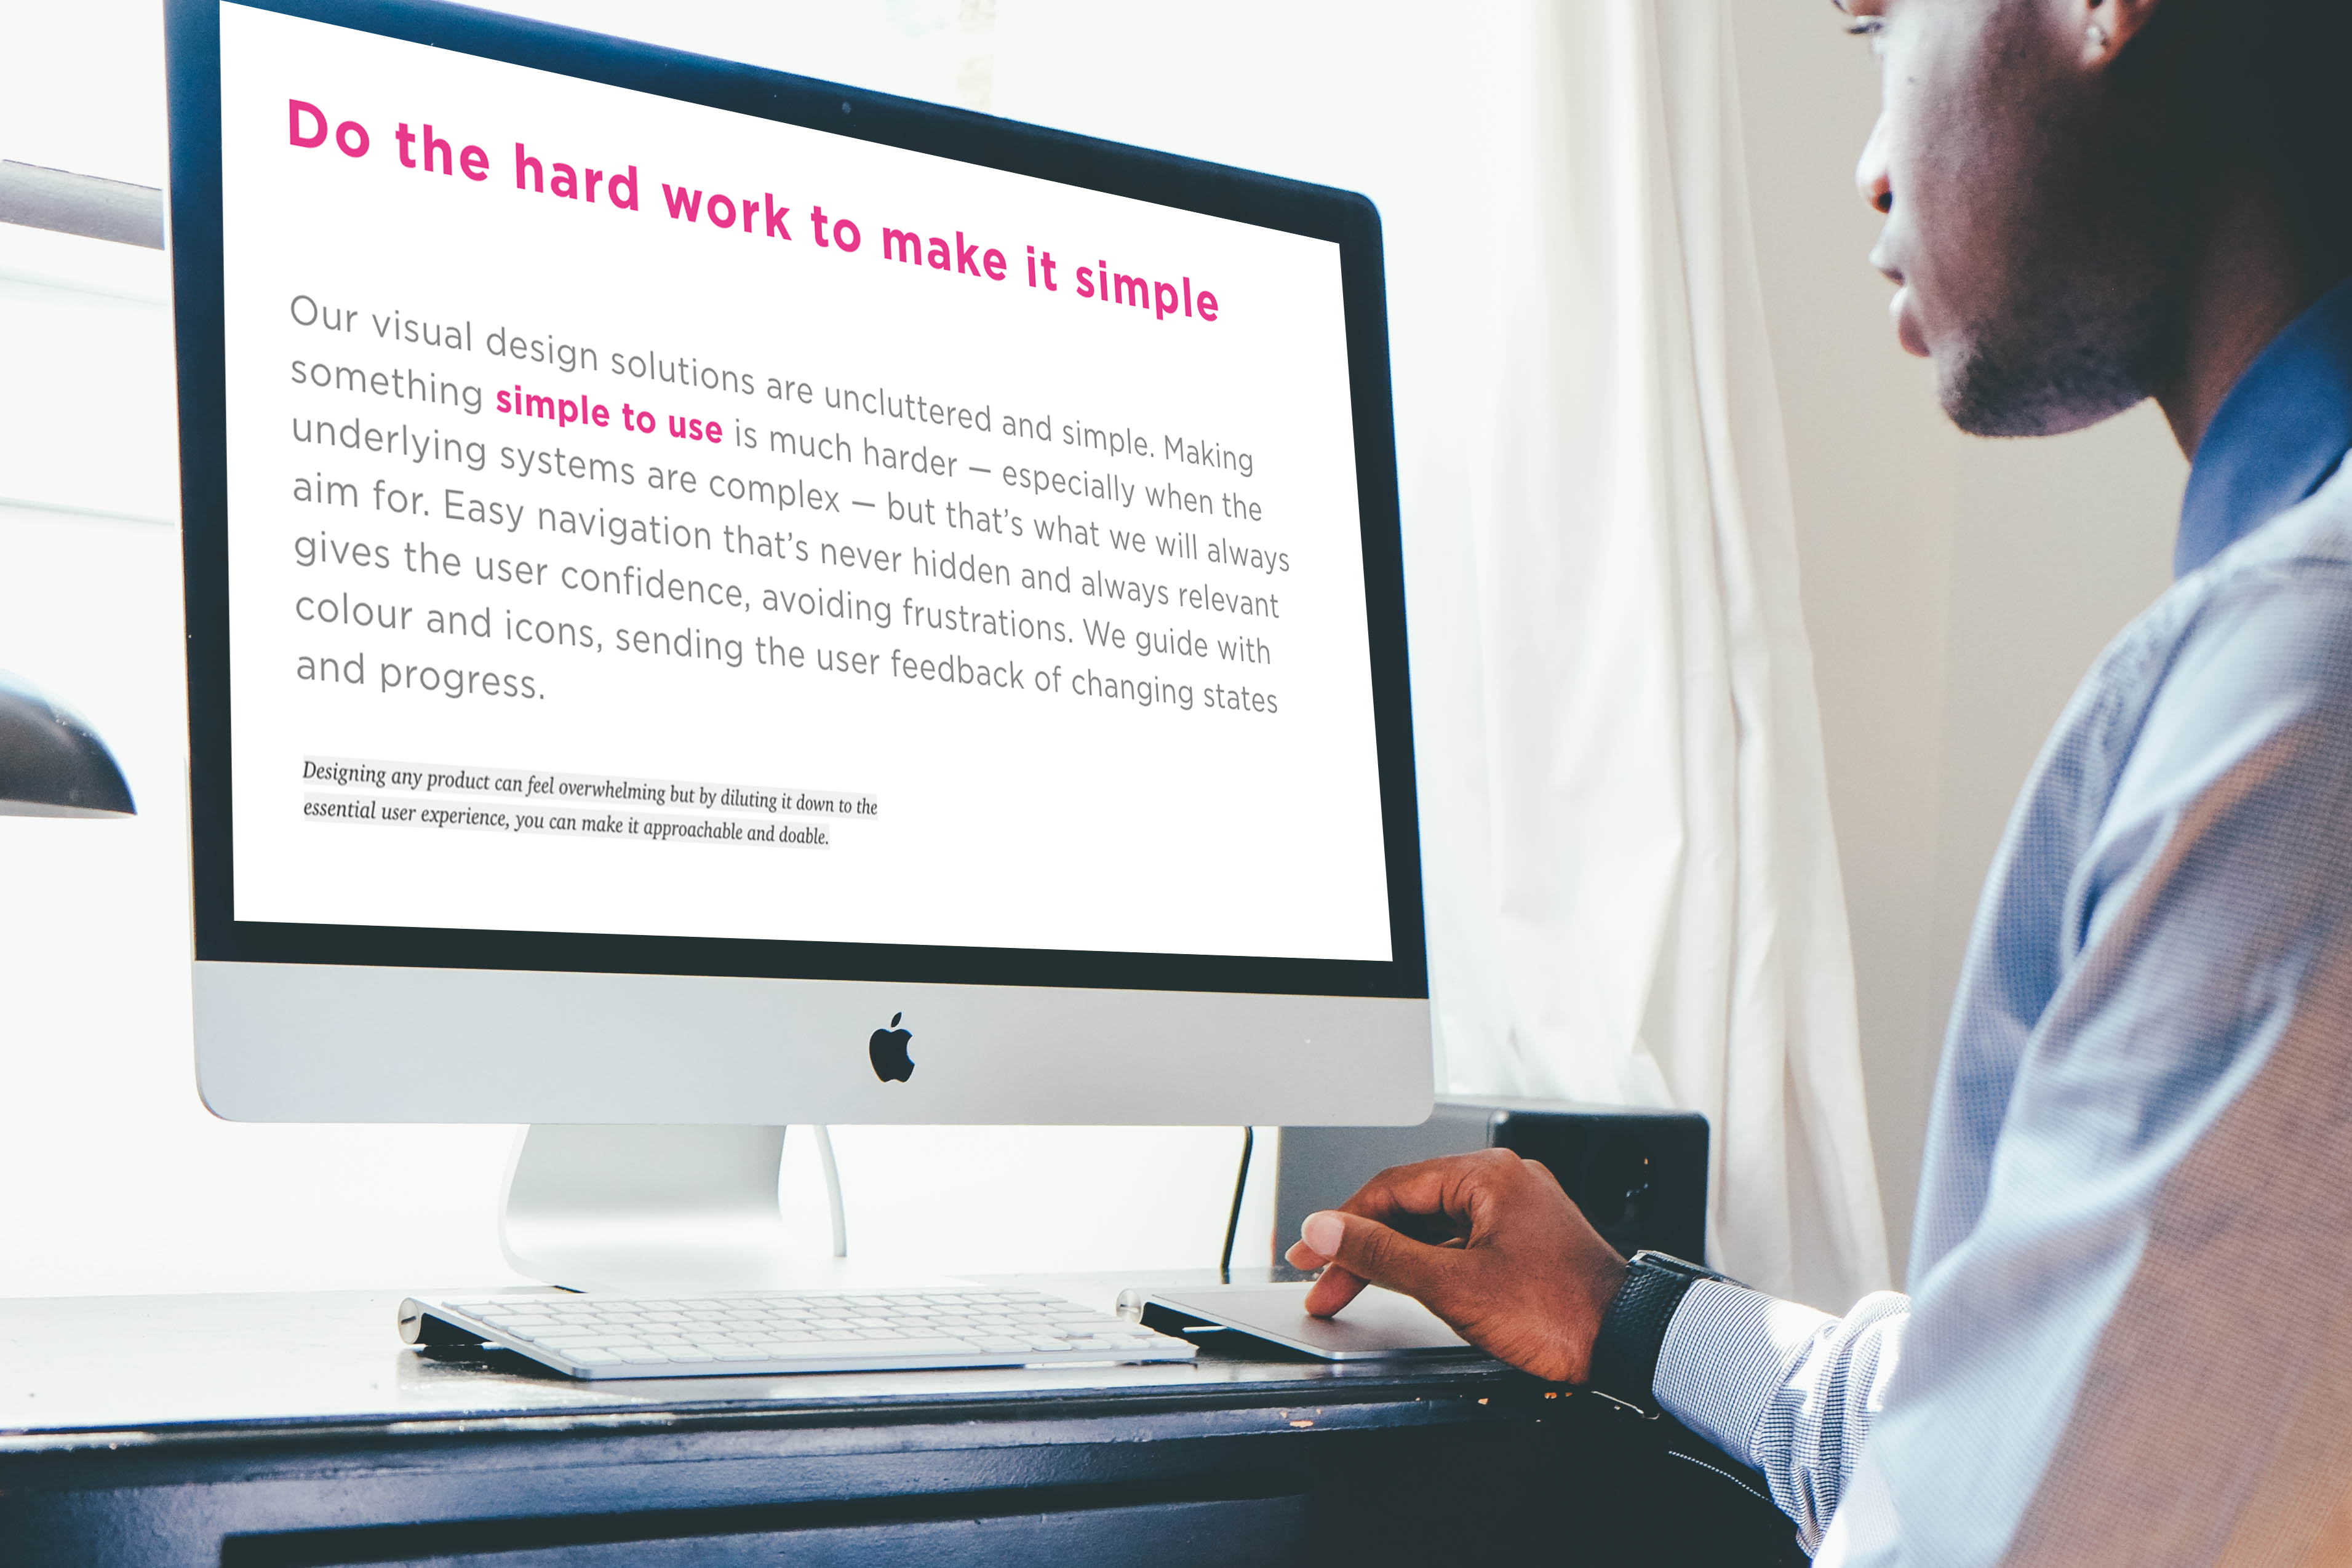 Do the hard work to make it simple
Our visual design solutions are uncluttered and simple. Making
something simple to use is much harder — especially when the
underlying systems are complex — but that’s what we will always
aim for. Easy navigation that’s never hidden and always relevant
gives the user confidence, avoiding frustrations. We guide with
colour and icons, sending the user feedback of changing states
and progress.
Designing any product can feel overwhelming but by diluting it down to the
essential user experience, you can make it approachable and doable.